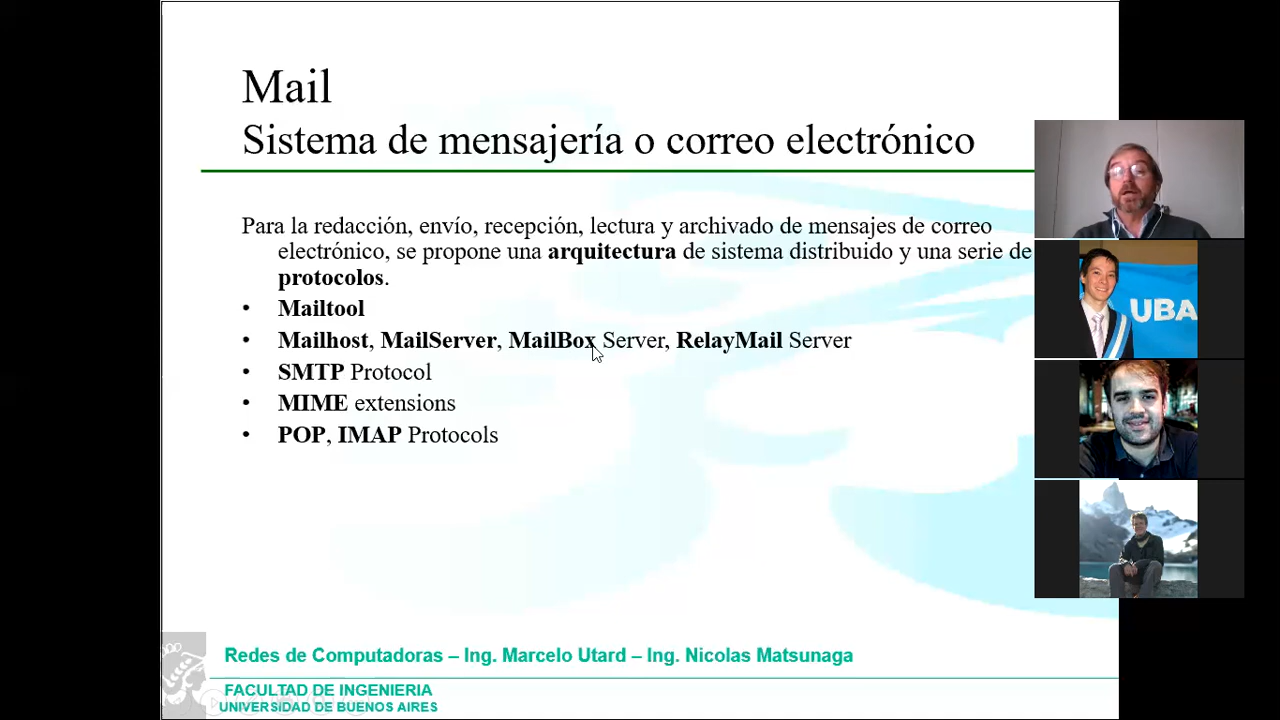 Mail
Sistema de mensajería o correo electrónico
Para la redacción, envío, recepción, lectura y archivado de mensajes de correo
electrónico, se propone una arquitectura de sistema distribuido y una serie de
protocolos.
• Mailtool
• Mailhost, MailServer, MailBox Server, RelayMail Server
• SMTP Protocol
• MIME extensions
• POP, IMAP Protocols
UBA
Redes de Computadoras – Ing. Marcelo Utard – Ing. Nicolas Matsunaga
FACULTAD DE INGENIERIA
UNIVERSIDAD DE BUENOS AIRES